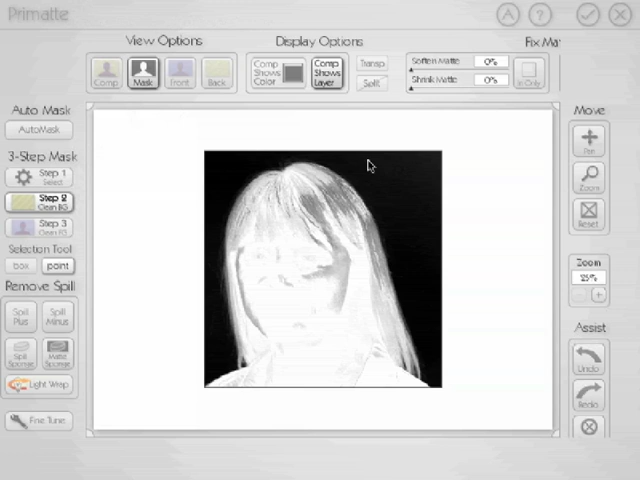 Primatte
View Options
Display Options
Fix Ma
Comp
Mask
Front
Back
Comp
Shows
Color
Comp
Shows
Layer
Transp
Split
Soften Matte
0%
Shrink Matte
0%
In Only
Auto Mask
AutoMask
3-Step Mask
Step 1
Select
Step 2
Clean BG
Step 3
Clean FG
Selection Tool
box
point
Remove Spill
Spill
Plus
Spill
Minus
Spill
Sponge
Matte
Sponge
Light Wrap
Fine Tune
Move
Pan
Zoom
Reset
Zoom
25%
Assist
Undo
Redo